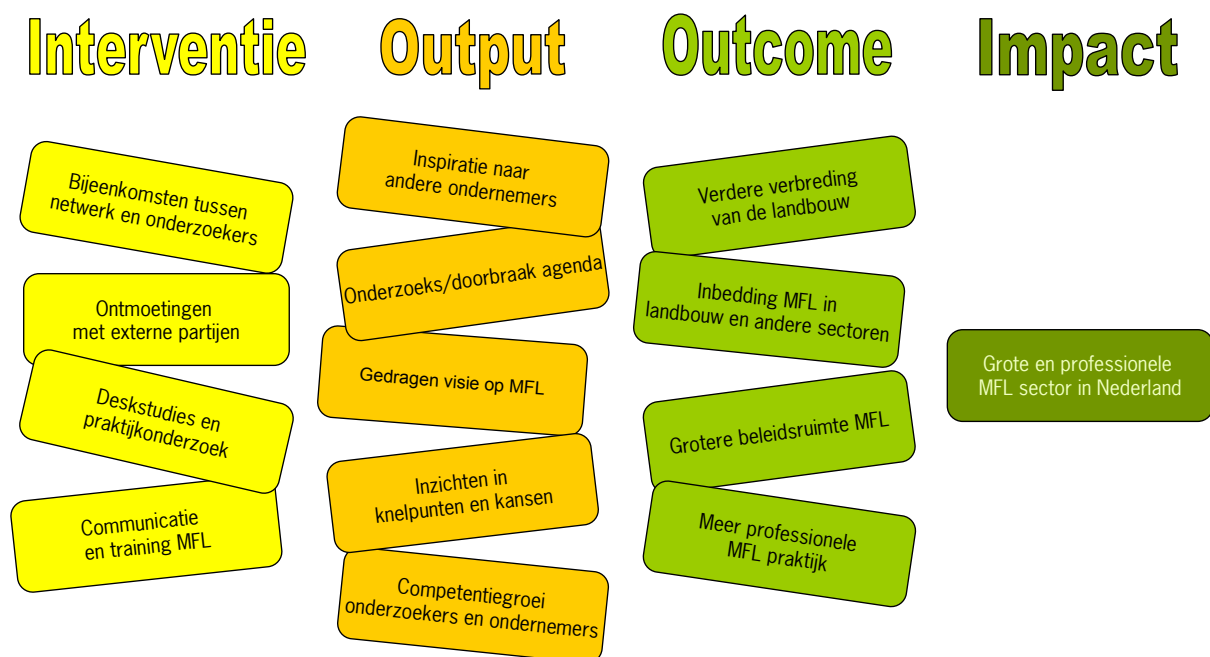 Interventie
Output
Outcome
Impact
Bijeenkomsten tussen
netwerk en onderzoekers
Ontmoetingen
met externe partijen
Deskstudies en
praktijkonderzoek
Communicatie
en training MFL
Inspiratie naar
andere ondernemers
Onderzoeks/doorbraak agenda
Gedragen visie op MFL
Inzichten in
knelpunten en kansen
Competentiegroei
onderzoekers en ondernemers
Verdere verbreding
van de landbouw
Inbedding MFL in
landbouw en andere sectoren
Grotere beleidsruimte MFL
Meer professionele
MFL praktijk
Grote en professionele
MFL sector in Nederland